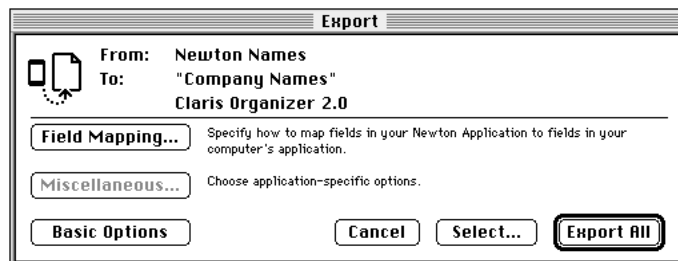 Export
From: Newton Names
To: "Company Names"
Claris Organizer 2.0
Field Mapping...
Specify how to map fields in your Newton Application to fields in your
computer's application.
Miscellaneous...
Choose application-specific options.
Basic Options
Cancel
Select...
Export All